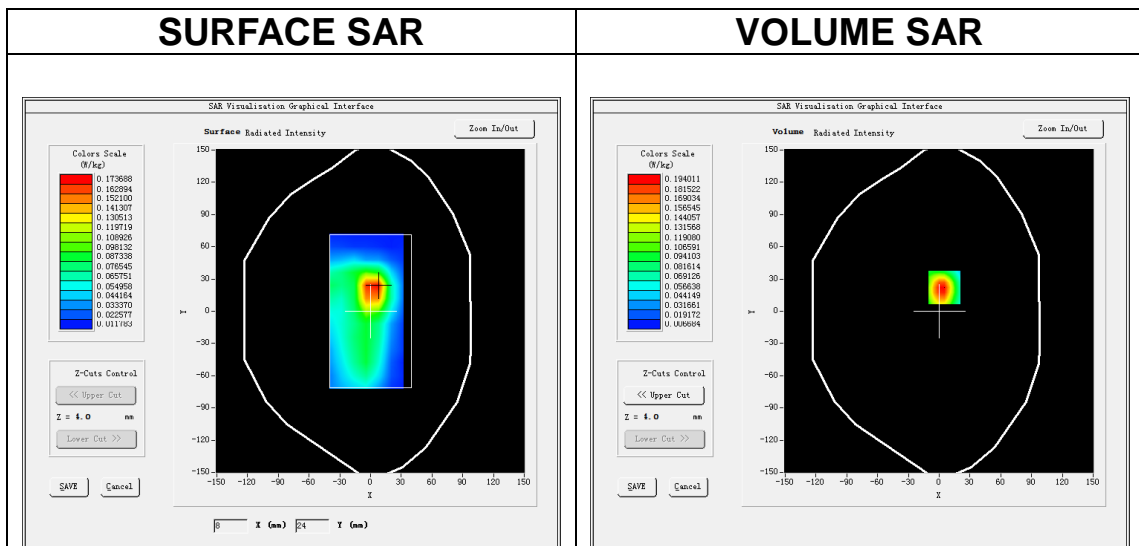 SURFACE SAR
VOLUME SAR
SAR Visualisation Graphical Interface
Surface Radiated Intensity
Zoom In/Out
Colors Scale
(W/kg)
0.173688
0.162894
0.152100
0.141307
0.130513
0.119719
0.108926
0.098132
0.087338
0.076545
0.065751
0.054958
0.044164
0.033370
0.022577
0.011783
Z-Cuts Control
<< Upper Cut
Z = 4.0 mm
Lower Cut >>
SAVE
Cancel
150
120
90
60
30
0
-30
-60
-90
-120
-150
Y
-150 -120 -90 -60 -30 0 30 60 90 120 150
X
8 X (mm) 24 Y (mm)
SAR Visualisation Graphical Interface
Volume Radiated Intensity
Zoom In/Out
Colors Scale
(W/kg)
0.194011
0.181522
0.169034
0.156545
0.144057
0.131568
0.119080
0.106591
0.094103
0.081614
0.069126
0.056638
0.044149
0.031661
0.019172
0.006684
Z-Cuts Control
<< Upper Cut
Z = 4.0 mm
Lower Cut >>
SAVE
Cancel
150
120
90
60
30
0
-30
-60
-90
-120
-150
Y
-150 -120 -90 -60 -30 0 30 60 90 120 150
X